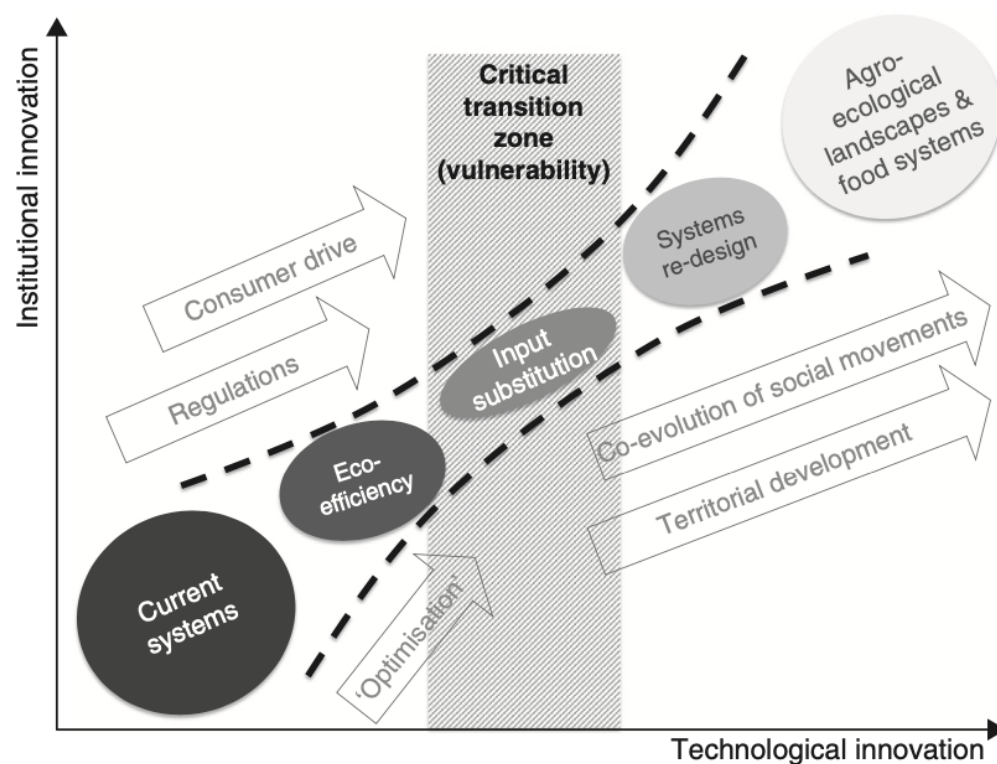 Institutional innovation
Critical
transition
zone
(vulnerability)
Agro-
ecological
landscapes &
food systems
Systems
re-design
Consumer drive
Regulations
Input
substitution
Eco-
efficiency
Current
systems
'Optimisation'
Co-evolution of social movements
Territorial development
Technological innovation